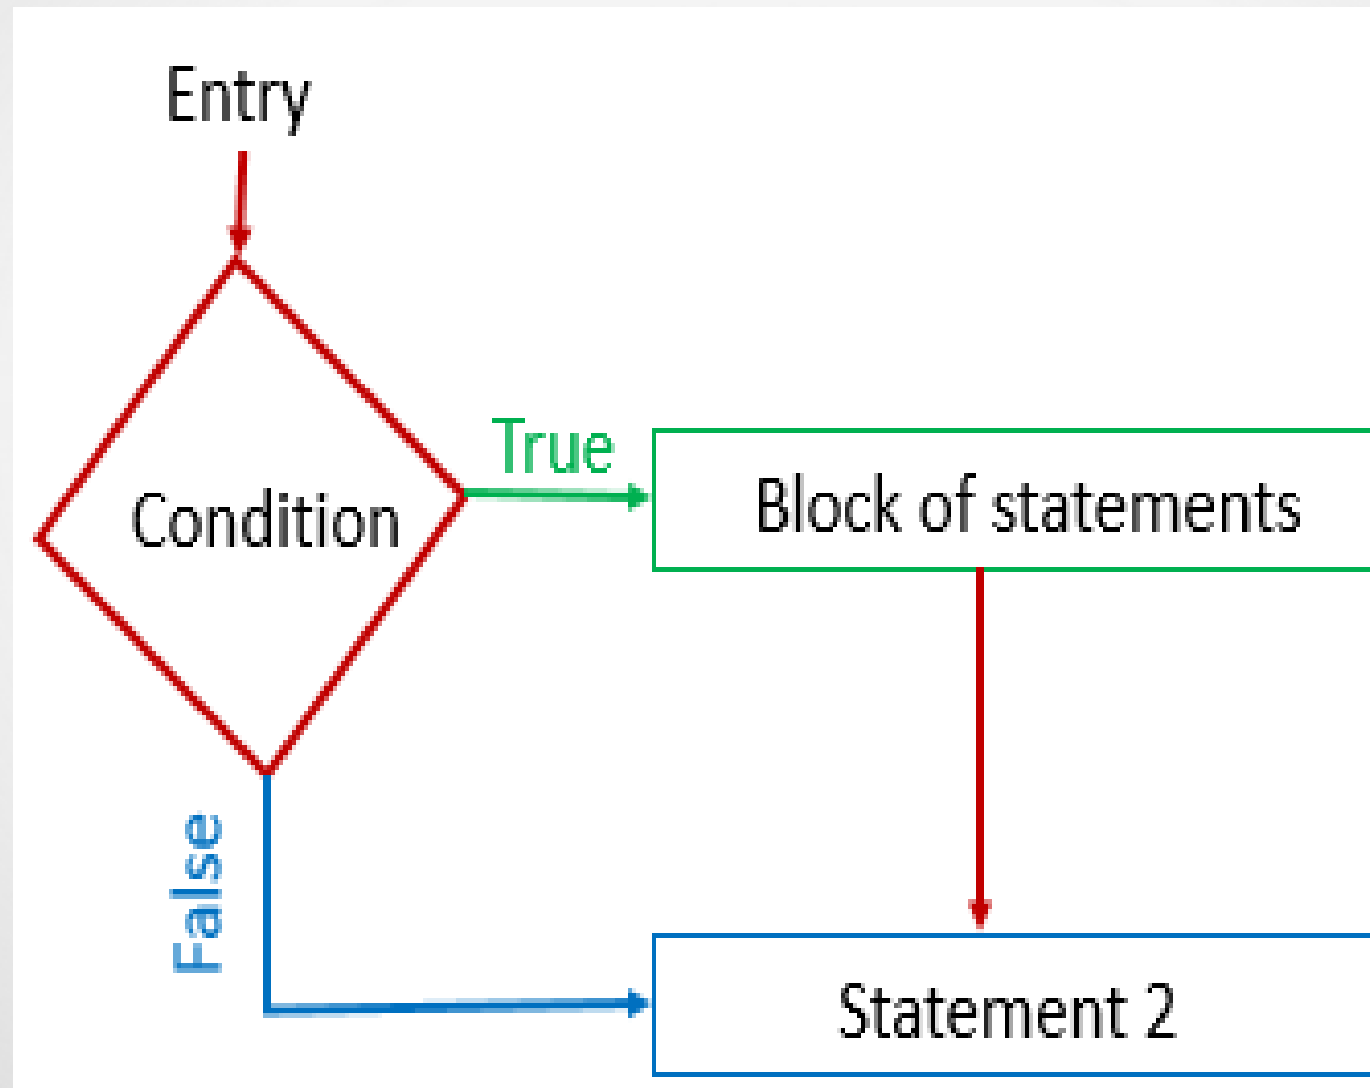 Entry
True
Condition
Block of statements
False
Statement 2